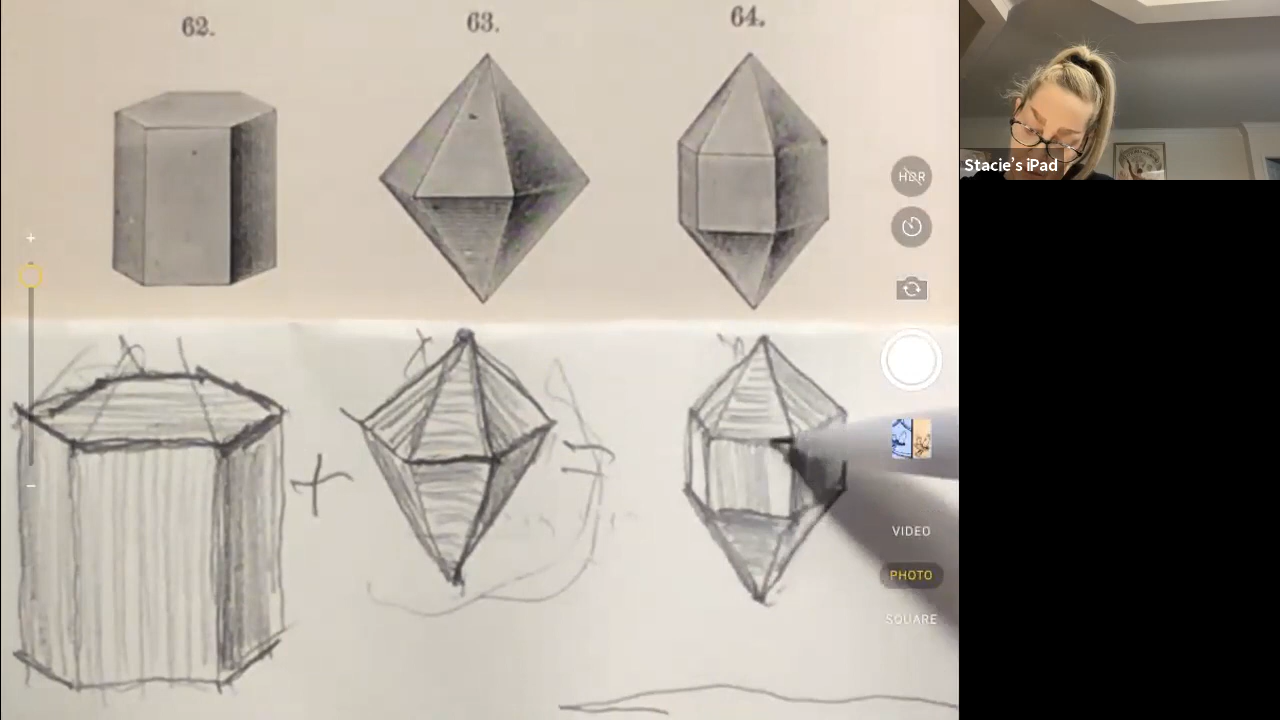 62.
63.
64.
HDR
Stacie's iPad
+
=
VIDEO
PHOTO
SQUARE